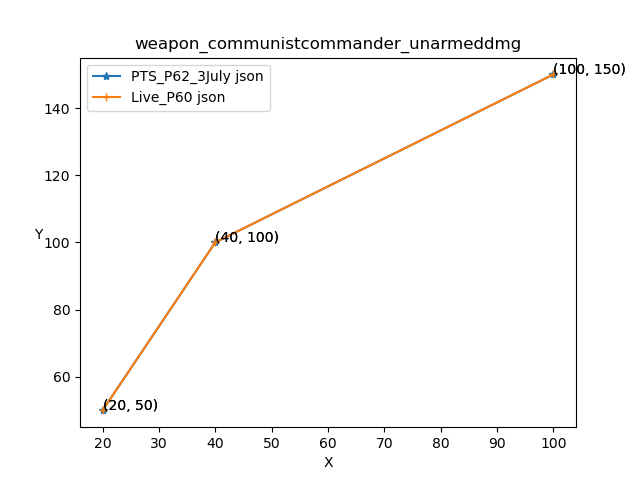 weapon_communistcommander_unarmeddmg
PTS_P62_3July json
Live_P60 json
(100, 150)
(40, 100)
(20, 50)
140
120
100
80
60
Y
20 30 40 50 60 70 80 90 100
X